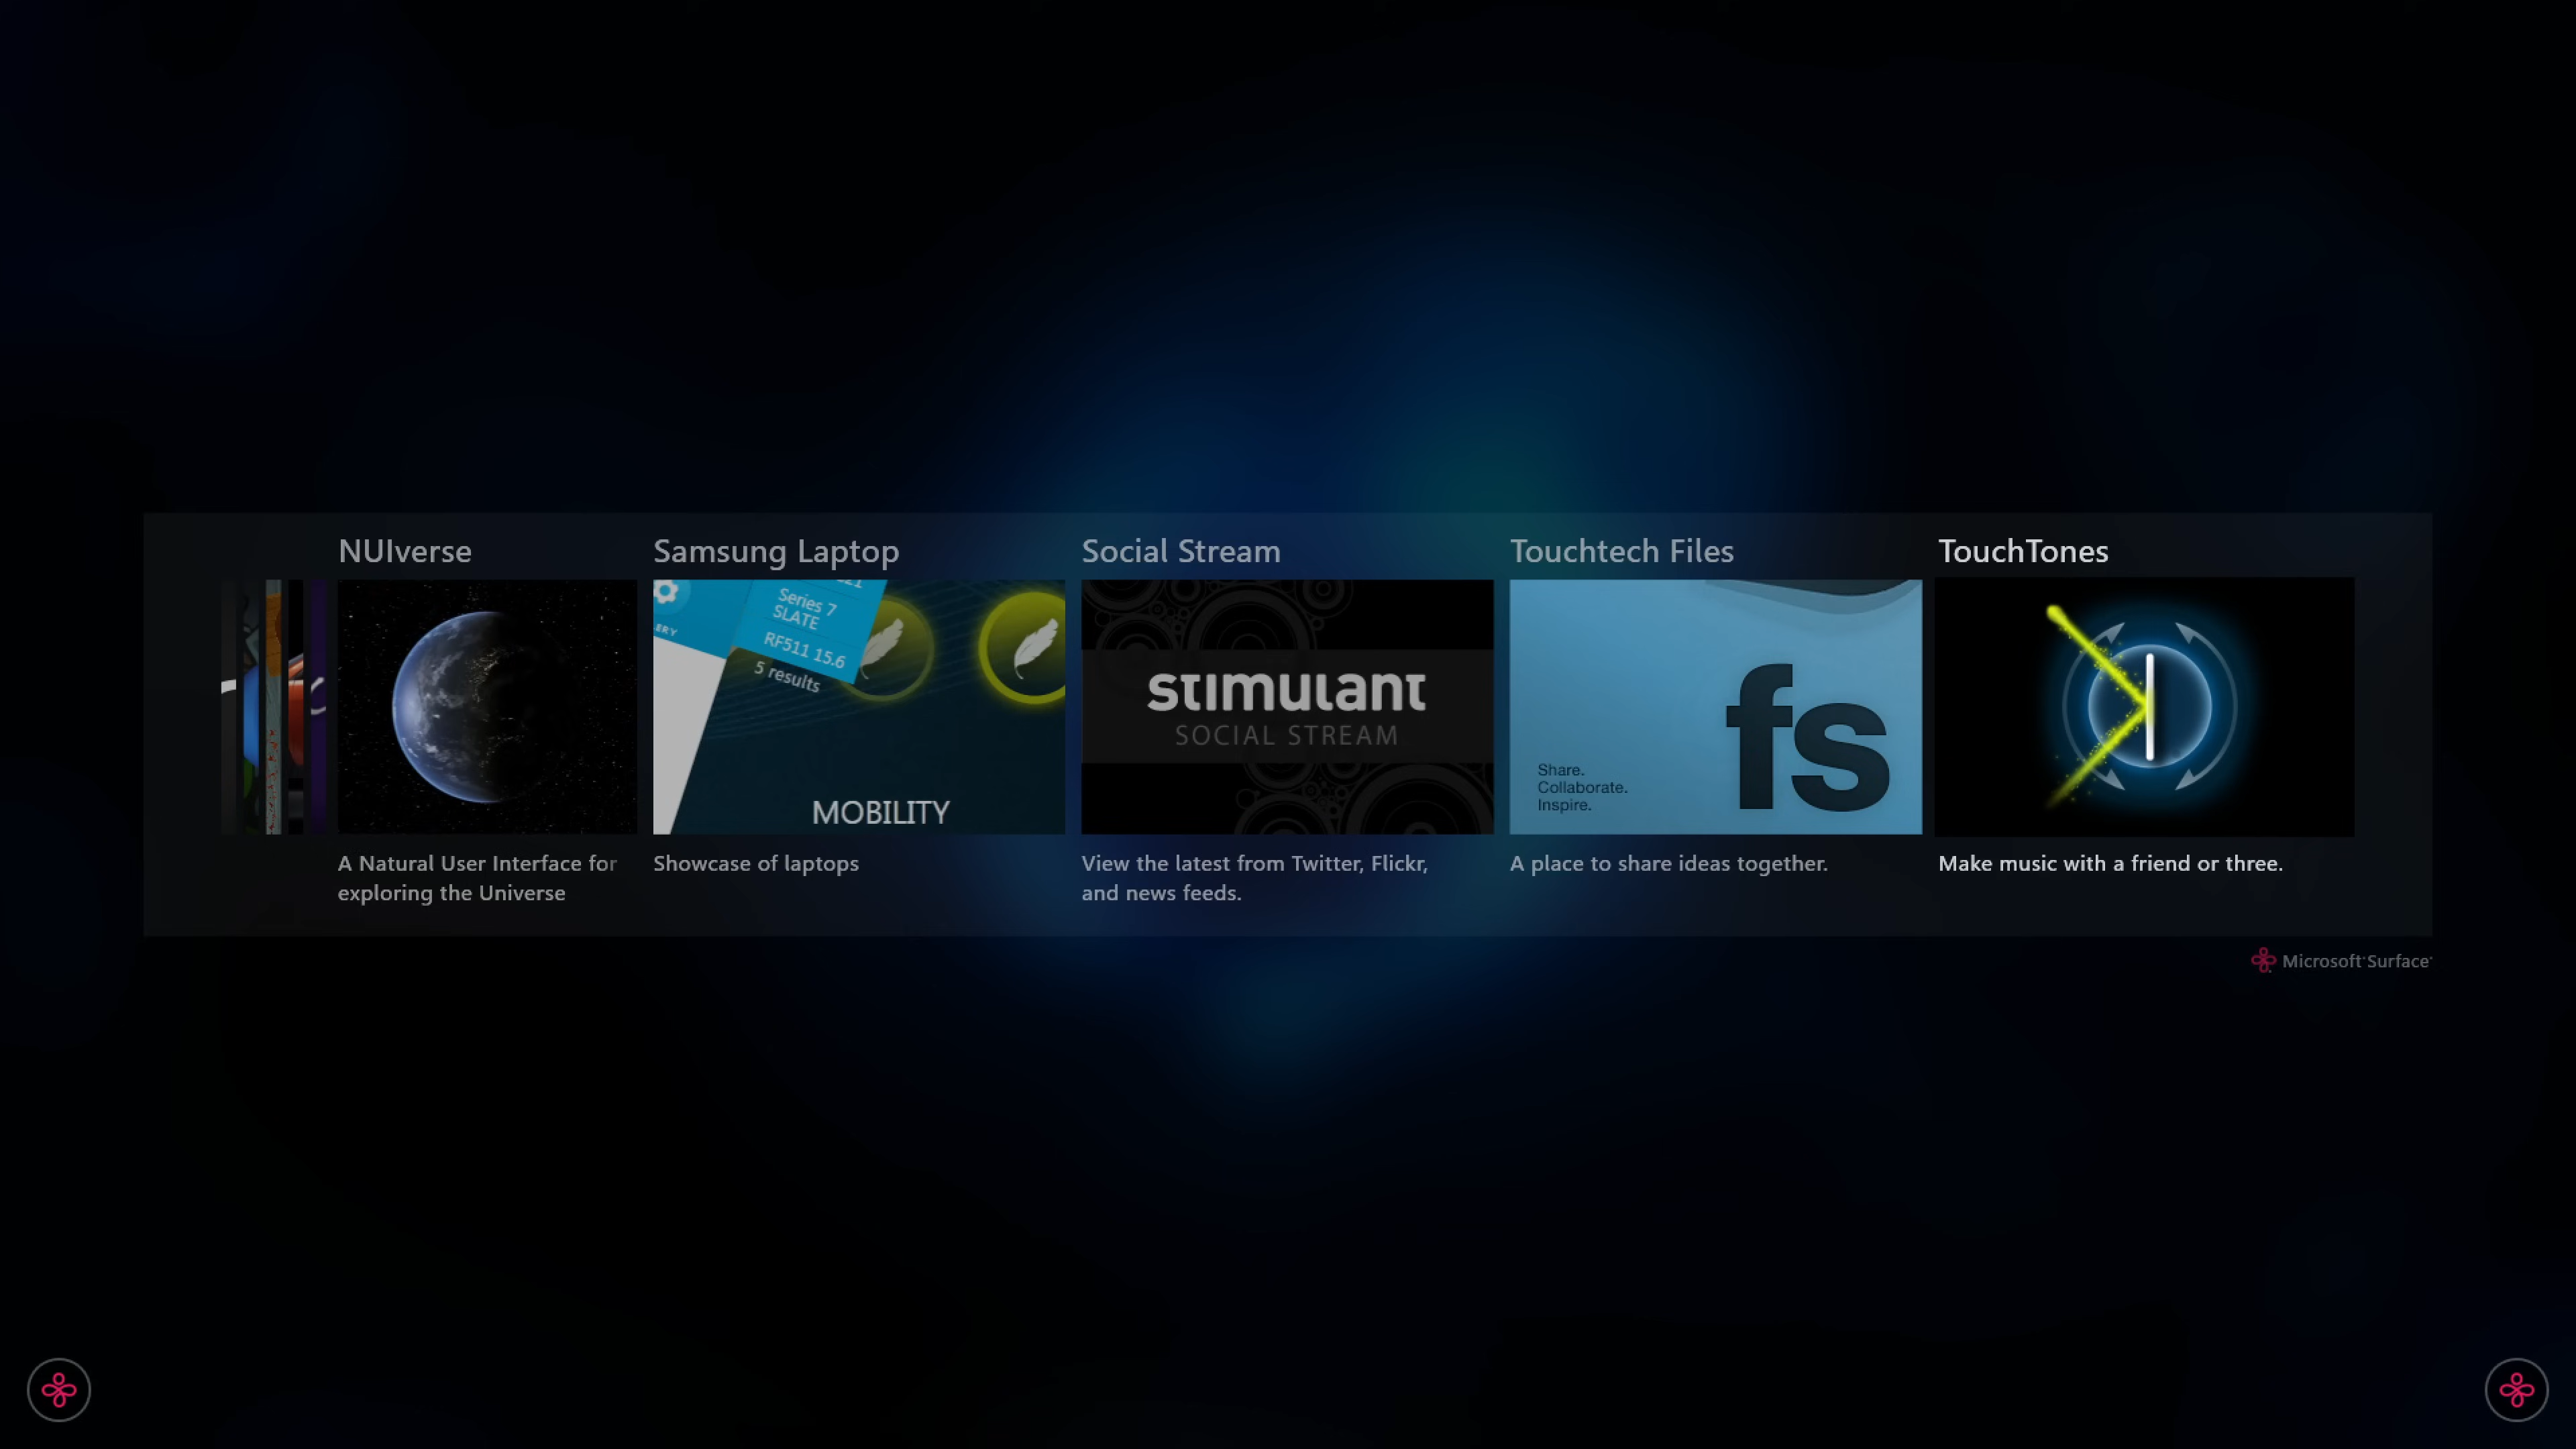 NUIverse
Samsung Laptop
Social Stream
Touchtech Files
TouchTones
Series 7
SLATE
RF511 15.6
5 results
MOBILITY
stimulant
SOCIAL STREAM
Share.
Collaborate.
Inspire.
fs
A Natural User Interface for
exploring the Universe
Showcase of laptops
View the latest from Twitter, Flickr,
and news feeds.
A place to share ideas together.
Make music with a friend or three.
Microsoft Surface